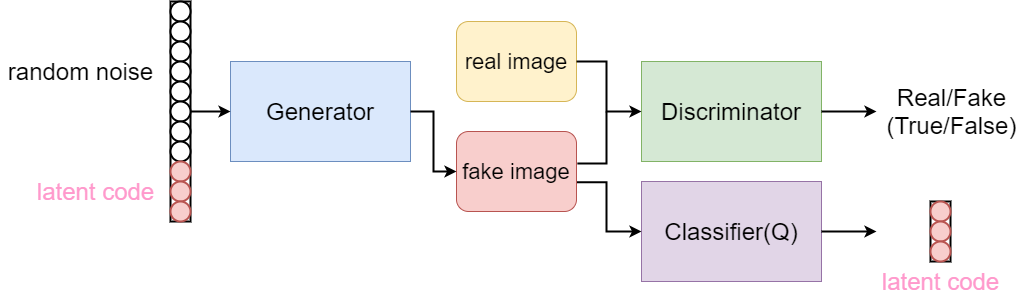 random noise
latent code
Generator
real image
fake image
Discriminator
Classifier(Q)
Real/Fake
(True/False)
latent code